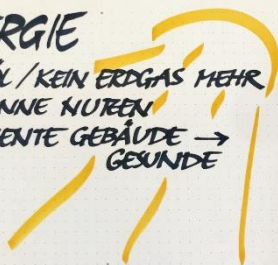 RGIE
L / KEIN ERDGAS MEHR
NNE NUTZEN
ENTE GEBÄUDE →
GESUNDE